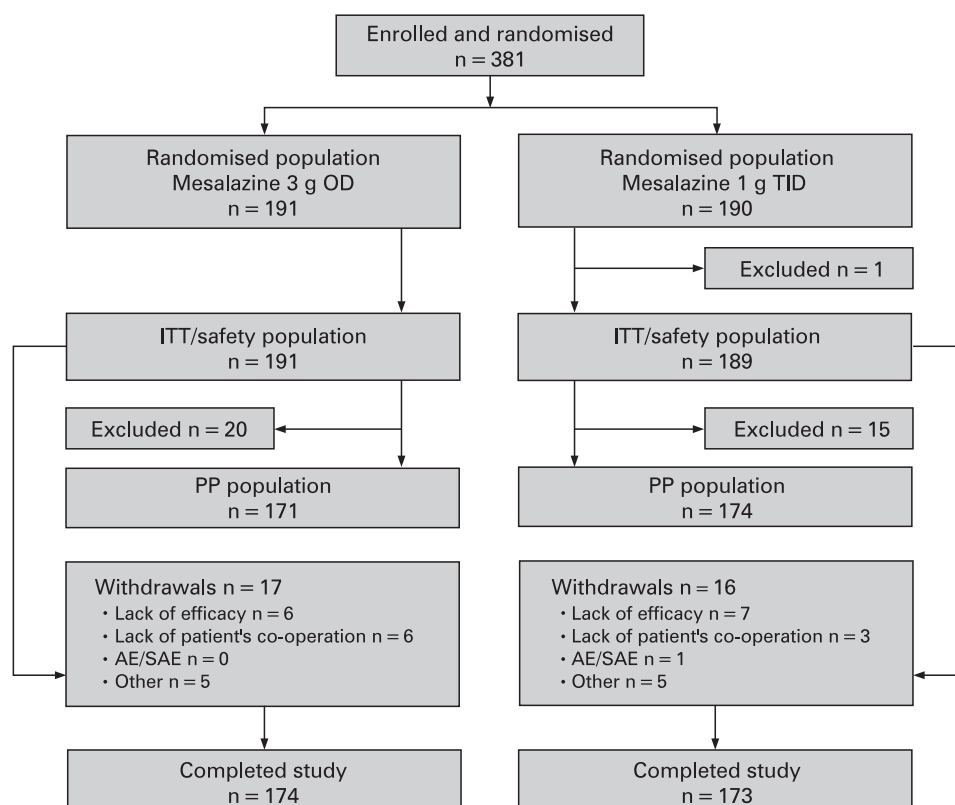 Enrolled and randomised
n = 381
Randomised population
Mesalazine 3 g OD
n = 191
Randomised population
Mesalazine 1 g TID
n = 190
Excluded n = 1
ITT/safety population
n = 191
ITT/safety population
n = 189
Excluded n = 20
Excluded n = 15
PP population
n = 171
PP population
n = 174
Withdrawals n = 17
· Lack of efficacy n = 6
· Lack of patient's co-operation n = 6
· AE/SAE n = 0
· Other n = 5
Withdrawals n = 16
· Lack of efficacy n = 7
· Lack of patient's co-operation n = 3
· AE/SAE n = 1
· Other n = 5
Completed study
n = 174
Completed study
n = 173